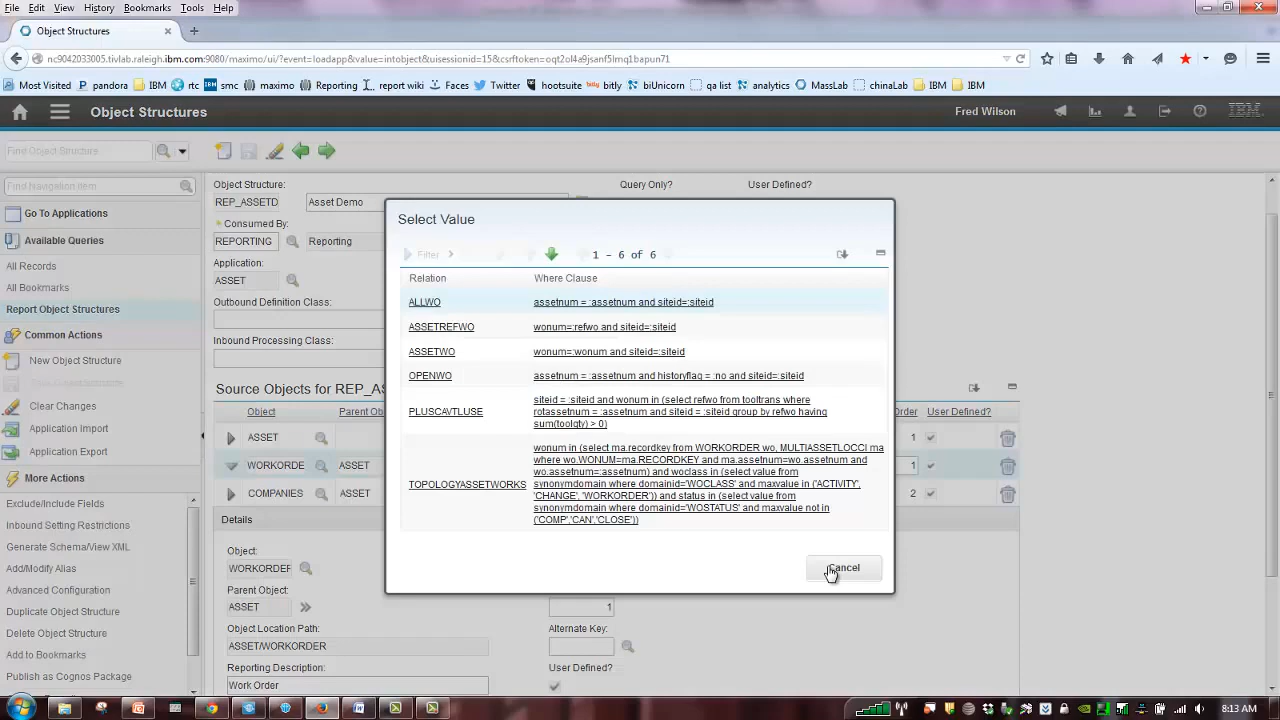 File Edit View History Bookmarks Tools Help
Object Structures
nc9042033005.tivlab.raleigh.ibm.com:9080/maximo/ui/?event=loadapp&value=intobject&uisessionid=15&csrftoken=oqt2ol4a9jsanf5lmq1bapun71
Most Visited pandora IBM rtc smc maximo Reporting report wiki Faces Twitter hootsuite bitly biUnicorn qa list analytics MassLab chinaLab IBM IBM
Object Structures Fred Wilson IBM
Find Object Structure
Find Navigation Item
Go To Applications
Available Queries
All Records
All Bookmarks
Report Object Structures
Common Actions
New Object Structure
Clear Changes
Application Import
Application Export
More Actions
Exclude/Include Fields
Inbound Setting Restrictions
Generate Schema/View XML
Add/Modify Alias
Advanced Configuration
Duplicate Object Structure
Delete Object Structure
Add to Bookmarks
Publish as Cognos Package
Object Structure: Query Only? User Defined?
REP_ASSETD Asset Demo
* Consumed By:
REPORTING Reporting
Application:
ASSET
Outbound Definition Class:
Inbound Processing Class:
Source Objects for REP_AS
Object Parent Obj Order User Defined?
ASSET 1
WORKORDE ASSET 1
COMPANIES ASSET 2
Details
Object:
WORKORDER
Parent Object:
ASSET 1
Object Location Path: Alternate Key:
ASSET/WORKORDER
Reporting Description: User Defined?
Work Order
Select Value
Filter 1 - 6 of 6
Relation Where Clause
ALLWO assetnum = :assetnum and siteid=:siteid
ASSETREFWO wonum=:refwo and siteid=:siteid
ASSETWO wonum=:wonum and siteid=:siteid
OPENWO assetnum = :assetnum and historyflag = :no and siteid=:siteid
PLUSCAVTLUSE siteid = :siteid and wonum in (select refwo from tooltrans where
rotassetnum = :assetnum and siteid = :siteid group by refwo having
sum(toolqty) > 0)
TOPOLOGYASSETWORKS wonum in (select ma.recordkey from WORKORDER wo, MULTIASSETLOCCI ma
where wo.WONUM=ma.RECORDKEY and ma.assetnum=wo.assetnum and
wo.assetnum=:assetnum) and woclass in (select value from
synonymdomain where domainid='WOCLASS' and maxvalue in ('ACTIVITY',
'CHANGE', 'WORKORDER')) and status in (select value from
synonymdomain where domainid='WOSTATUS' and maxvalue not in
('COMP','CAN','CLOSE'))
Cancel
8:13 AM